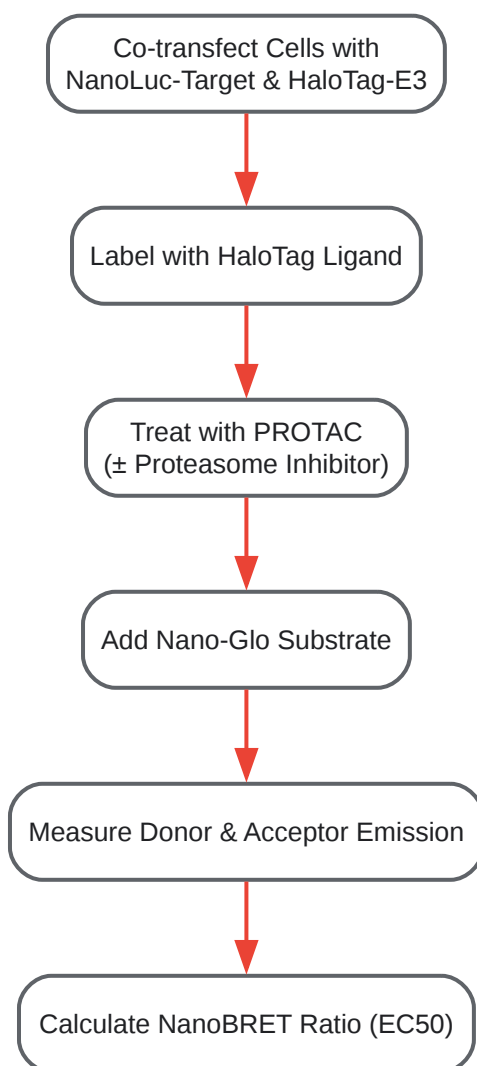 Co-transfect Cells with
NanoLuc-Target & HaloTag-E3
Label with HaloTag Ligand
Treat with PROTAC
(± Proteasome Inhibitor)
Add Nano-Glo Substrate
Measure Donor & Acceptor Emission
Calculate NanoBRET Ratio (EC50)